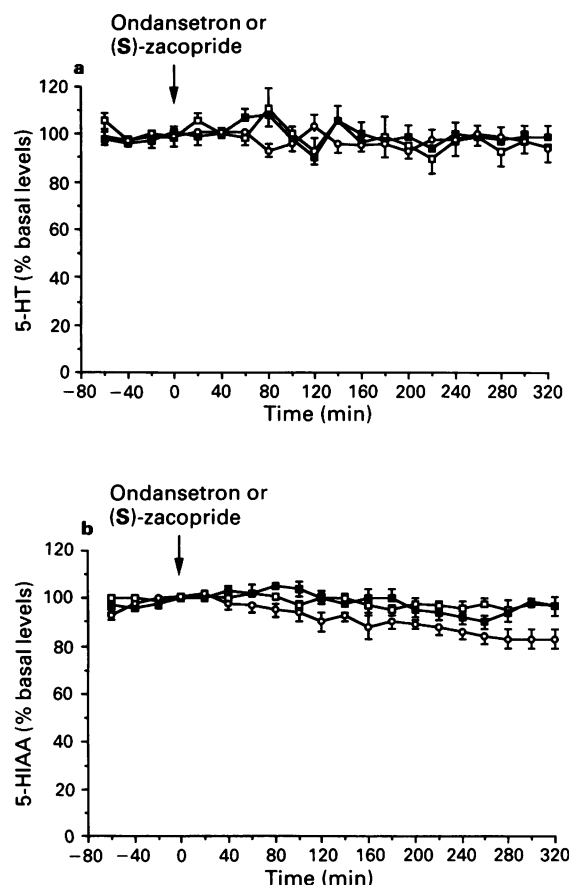 Ondansetron or
(S)-zacopride
a
120
100
80
60
40
20
0
5-HT (% basal levels)
−80 −40 0 40 80 120 160 200 240 280 320
Time (min)
Ondansetron or
(S)-zacopride
b
120
100
80
60
40
20
0
5-HIAA (% basal levels)
−80 −40 0 40 80 120 160 200 240 280 320
Time (min)